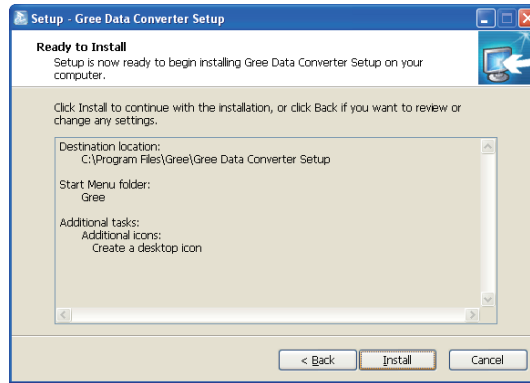 Setup - Gree Data Converter Setup
Ready to Install
Setup is now ready to begin installing Gree Data Converter Setup on your
computer.
Click Install to continue with the installation, or click Back if you want to review or
change any settings.
Destination location:
C:\Program Files\Gree\Gree Data Converter Setup
Start Menu folder:
Gree
Additional tasks:
Additional icons:
Create a desktop icon
< Back
Install
Cancel